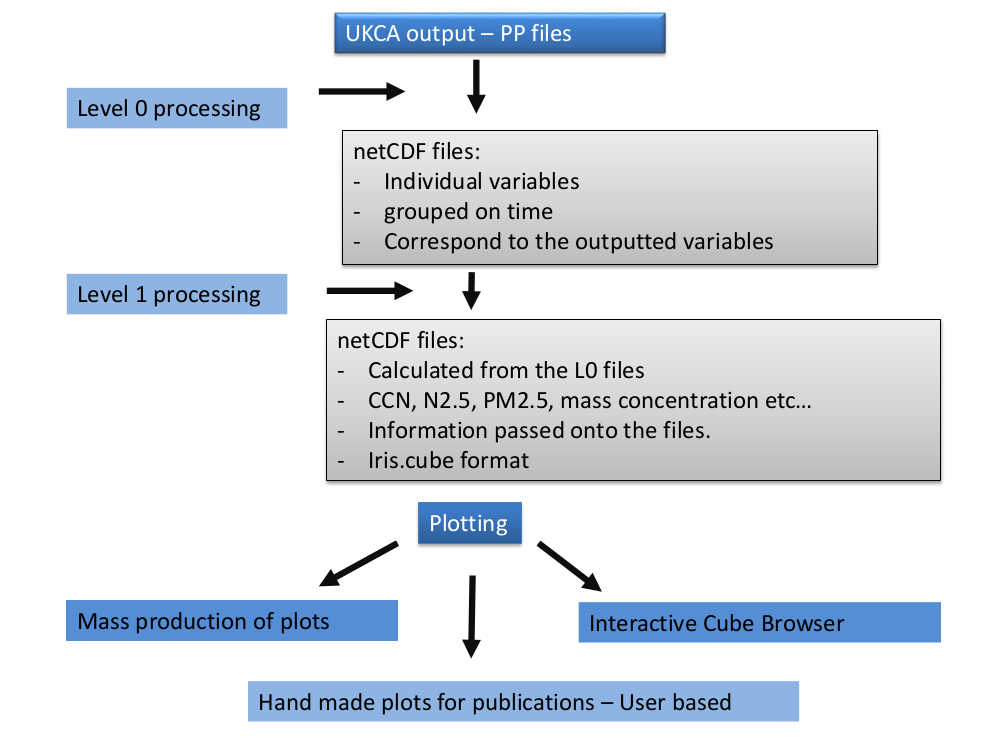 UKCA output – PP files
Level 0 processing
netCDF files:
- Individual variables
- grouped on time
- Correspond to the outputted variables
Level 1 processing
netCDF files:
- Calculated from the L0 files
- CCN, N2.5, PM2.5, mass concentration etc…
- Information passed onto the files.
- Iris.cube format
Plotting
Mass production of plots
Interactive Cube Browser
Hand made plots for publications – User based